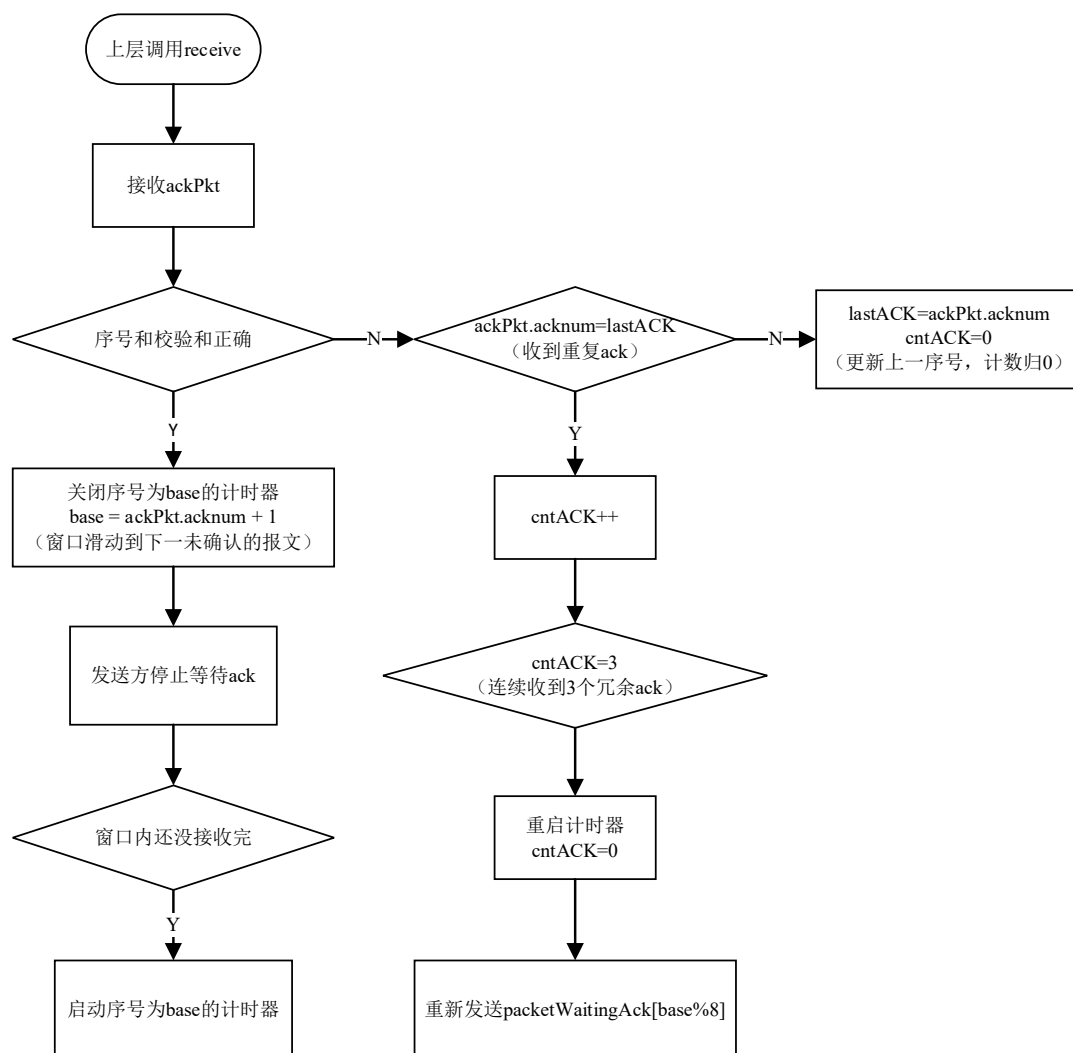 上层调用receive
接收ackPkt
序号和校验和正确
N
ackPkt.acknum=lastACK
（收到重复ack）
N
lastACK=ackPkt.acknum
cntACK=0
（更新上一序号，计数归0）
Y
关闭序号为base的计时器
base = ackPkt.acknum + 1
（窗口滑动到下一未确认的报文）
发送方停止等待ack
窗口内还没接收完
Y
启动序号为base的计时器
Y
cntACK++
cntACK=3
（连续收到3个冗余ack）
重启计时器
cntACK=0
重新发送packetWaitingAck[base%8]